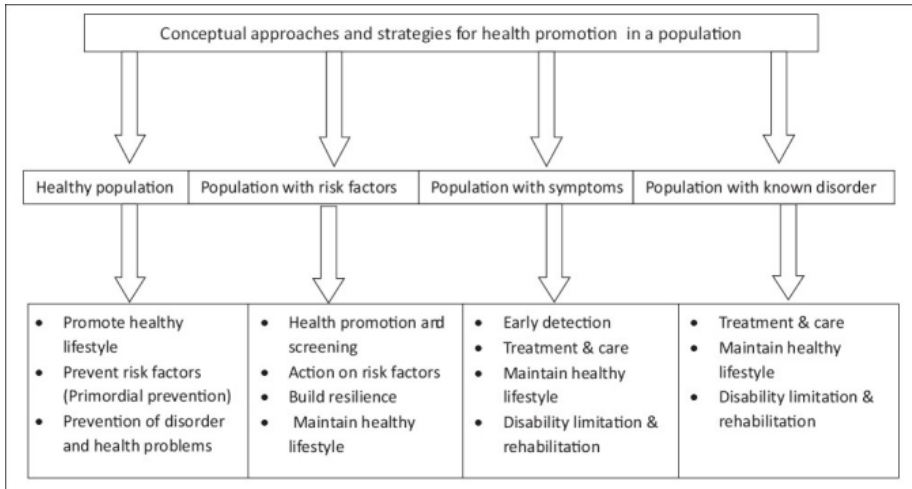 Conceptual approaches and strategies for health promotion in a population
Healthy population
Population with risk factors
Population with symptoms
Population with known disorder
• Promote healthy
lifestyle
• Prevent risk factors
(Primordial prevention)
• Prevention of disorder
and health problems
• Health promotion and
screening
• Action on risk factors
• Build resilience
• Maintain healthy
lifestyle
• Early detection
• Treatment & care
• Maintain healthy
lifestyle
• Disability limitation &
rehabilitation
• Treatment & care
• Maintain healthy
lifestyle
• Disability limitation &
rehabilitation